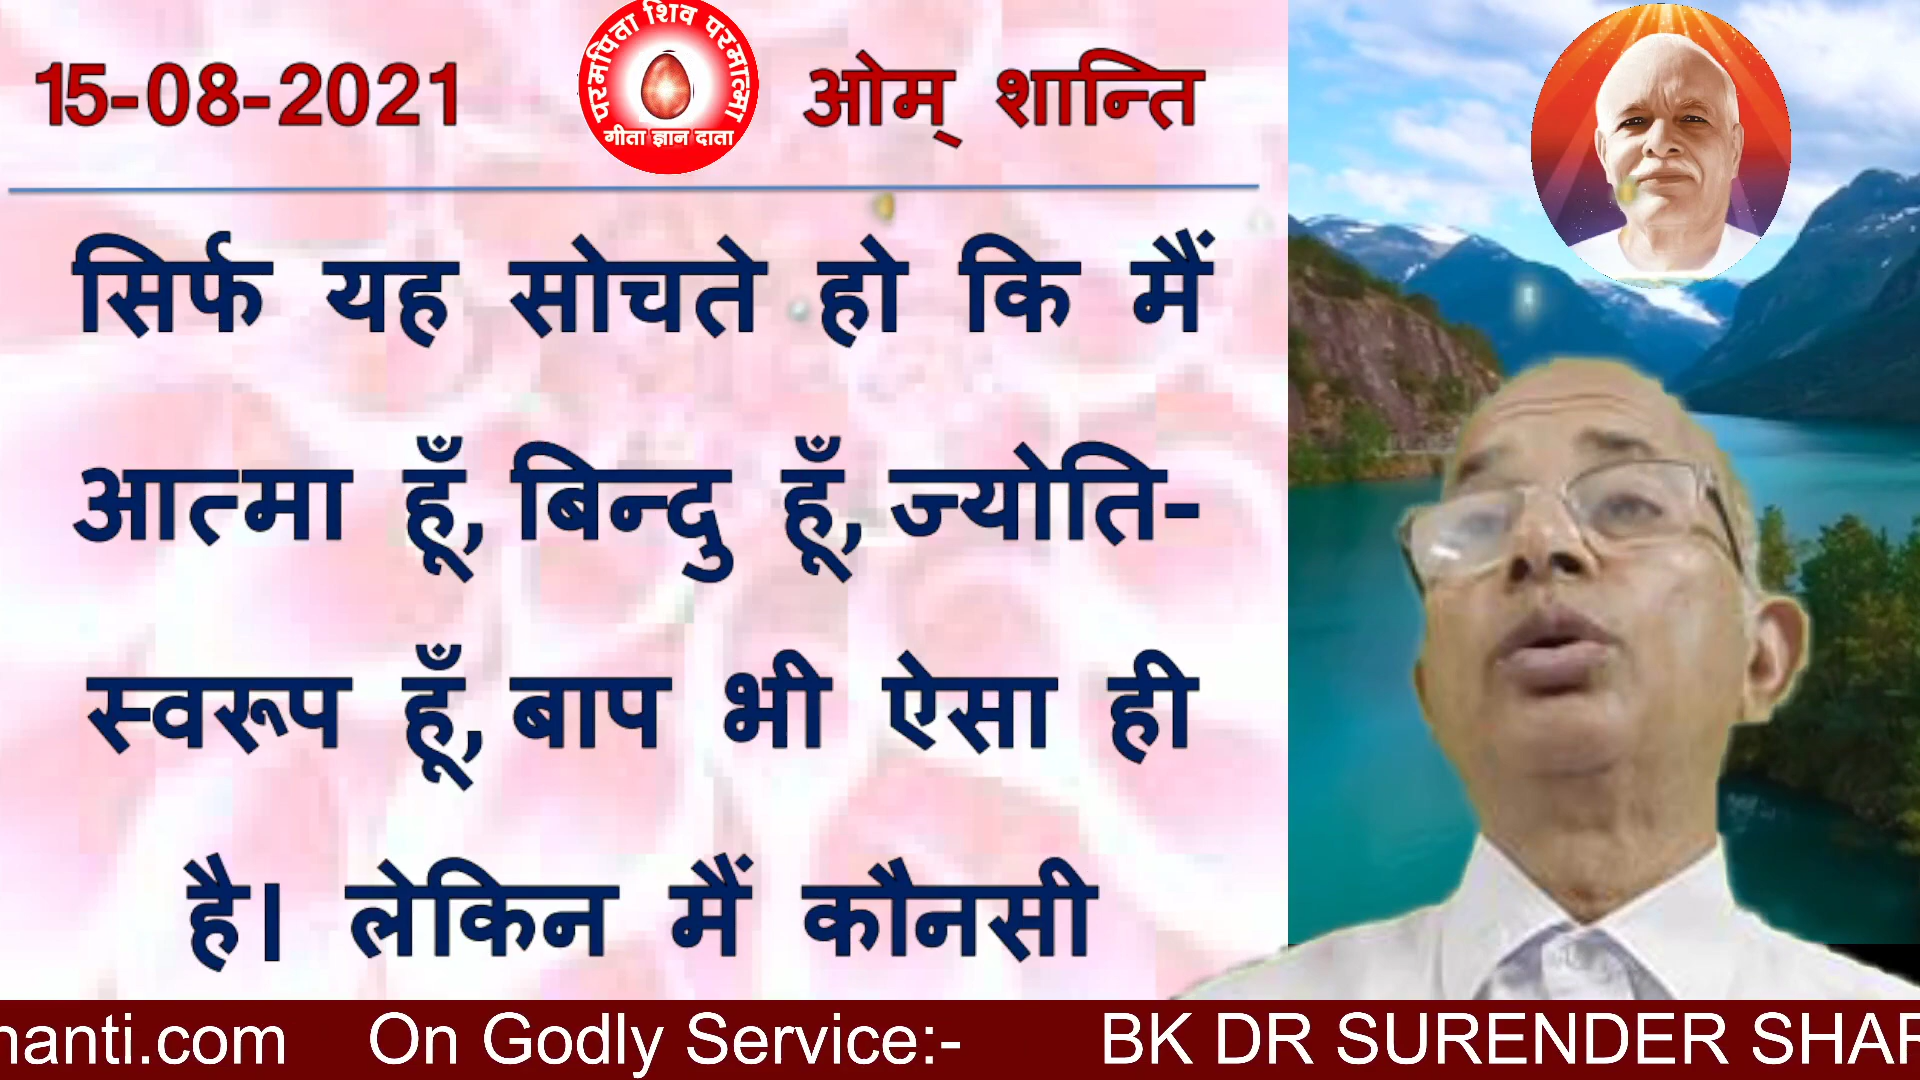 15-08-2021
परमपिता शिव परमात्मा
गीता ज्ञान दाता
ओम् शान्ति
सिर्फ यह सोचते हो कि मैं
आत्मा हूँ, बिन्दु हूँ, ज्योति-
स्वरूप हूँ, बाप भी ऐसा ही
है। लेकिन मैं कौनसी
hanti.com On Godly Service:- BK DR SURENDER SHAR